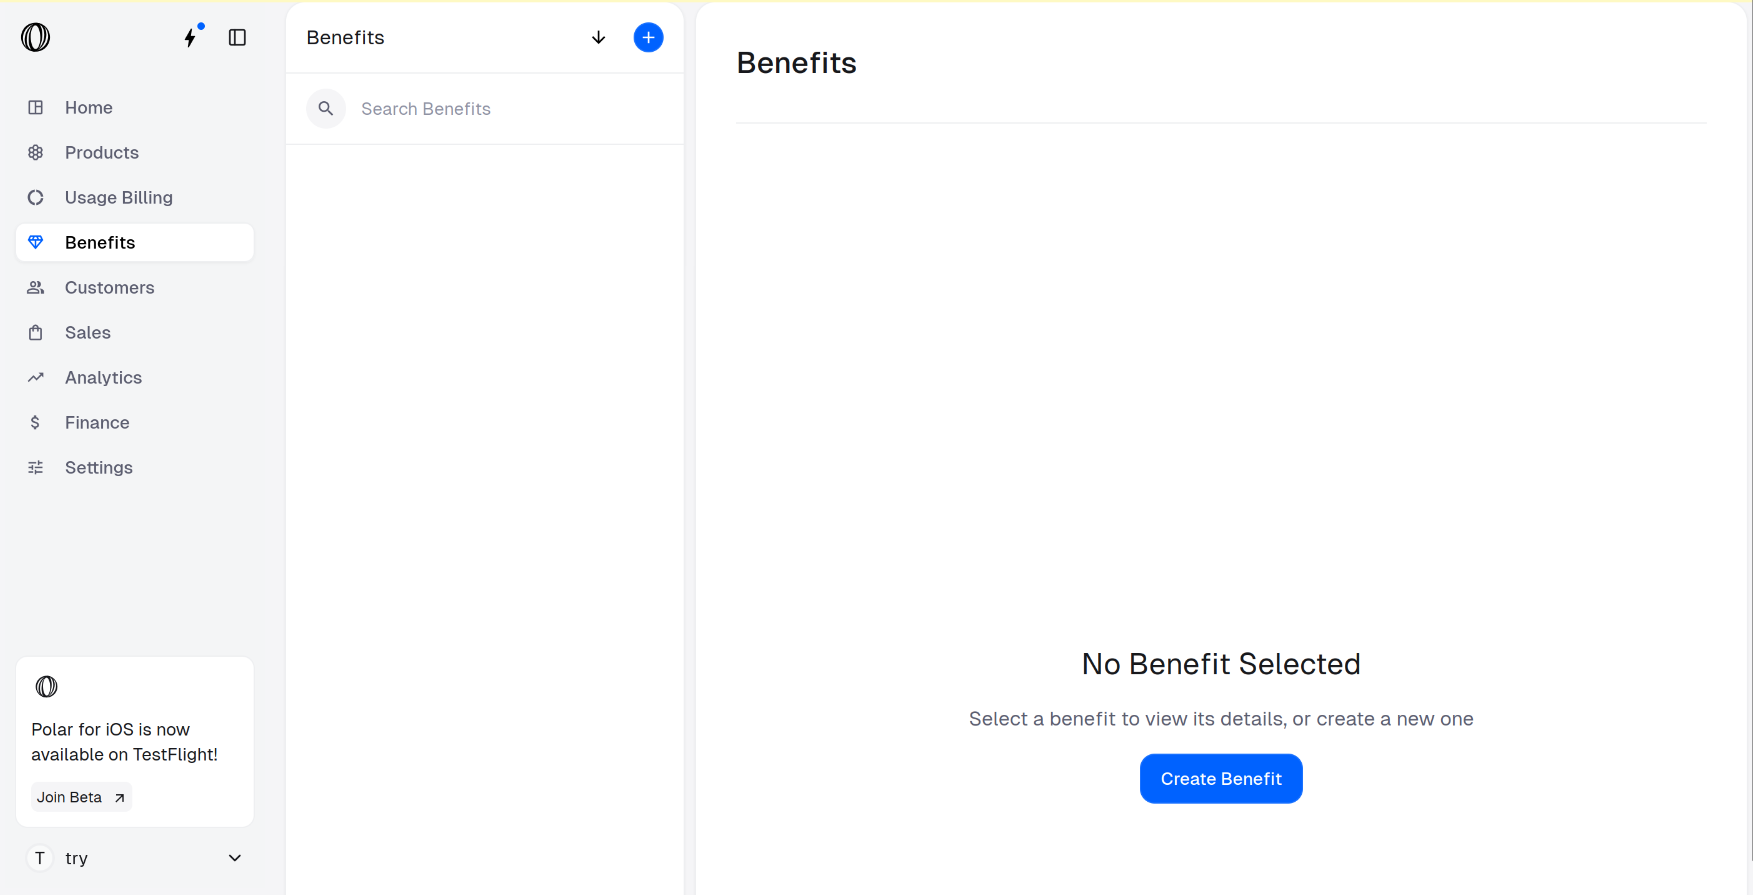 Home
Products
Usage Billing
Benefits
Customers
Sales
Analytics
Finance
Settings
Polar for iOS is now
available on TestFlight!
Join Beta
T try
Benefits
Search Benefits
Benefits
No Benefit Selected
Select a benefit to view its details, or create a new one
Create Benefit